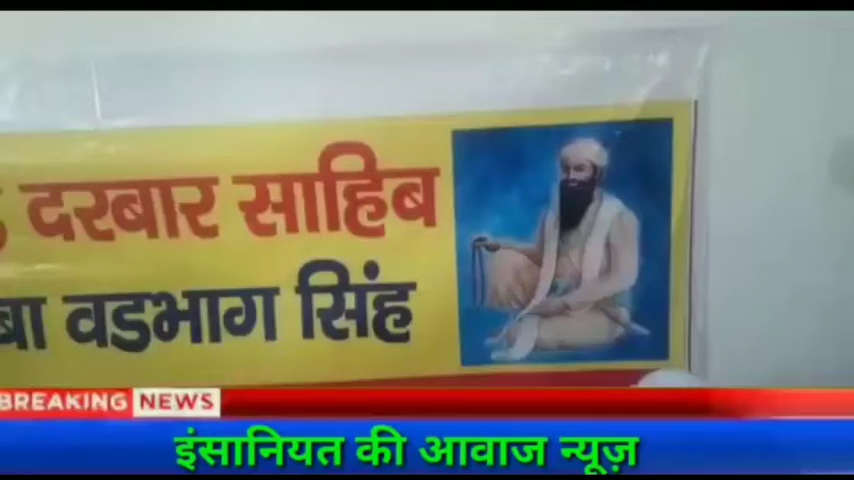 दरबार साहिब
वडभाग सिंह
BREAKING NEWS
इंसानियत की आवाज न्यूज़